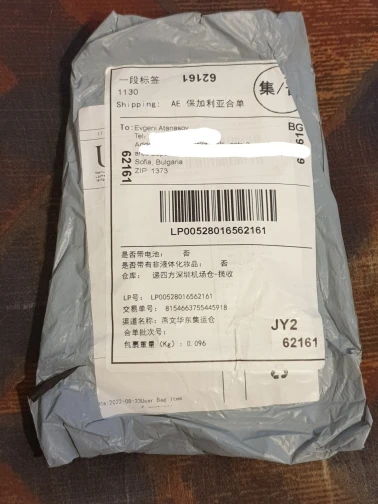 一段标签 62161
1130
集/
Shipping: AE 保加利亚合单
To: Evgeni Atanasov
BG
Tel:
62161
62161
Sofia, Bulgaria
ZIP 1373
LP00528016562161
是否带电池: 否
是否带有非液体化妆品: 否
仓库: 递四方深圳机场仓-揽收
LP号: LP00528016562161
交易单号: 8154663755445918
渠道名称: 燕文华东集运仓
合单批次号:
包裹重量(Kg): 0.096
JY2
62161